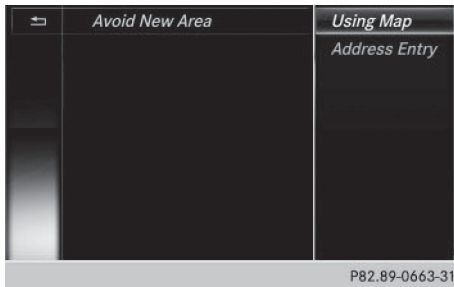 Avoid New Area
Using Map
Address Entry
P82.89-0663-31